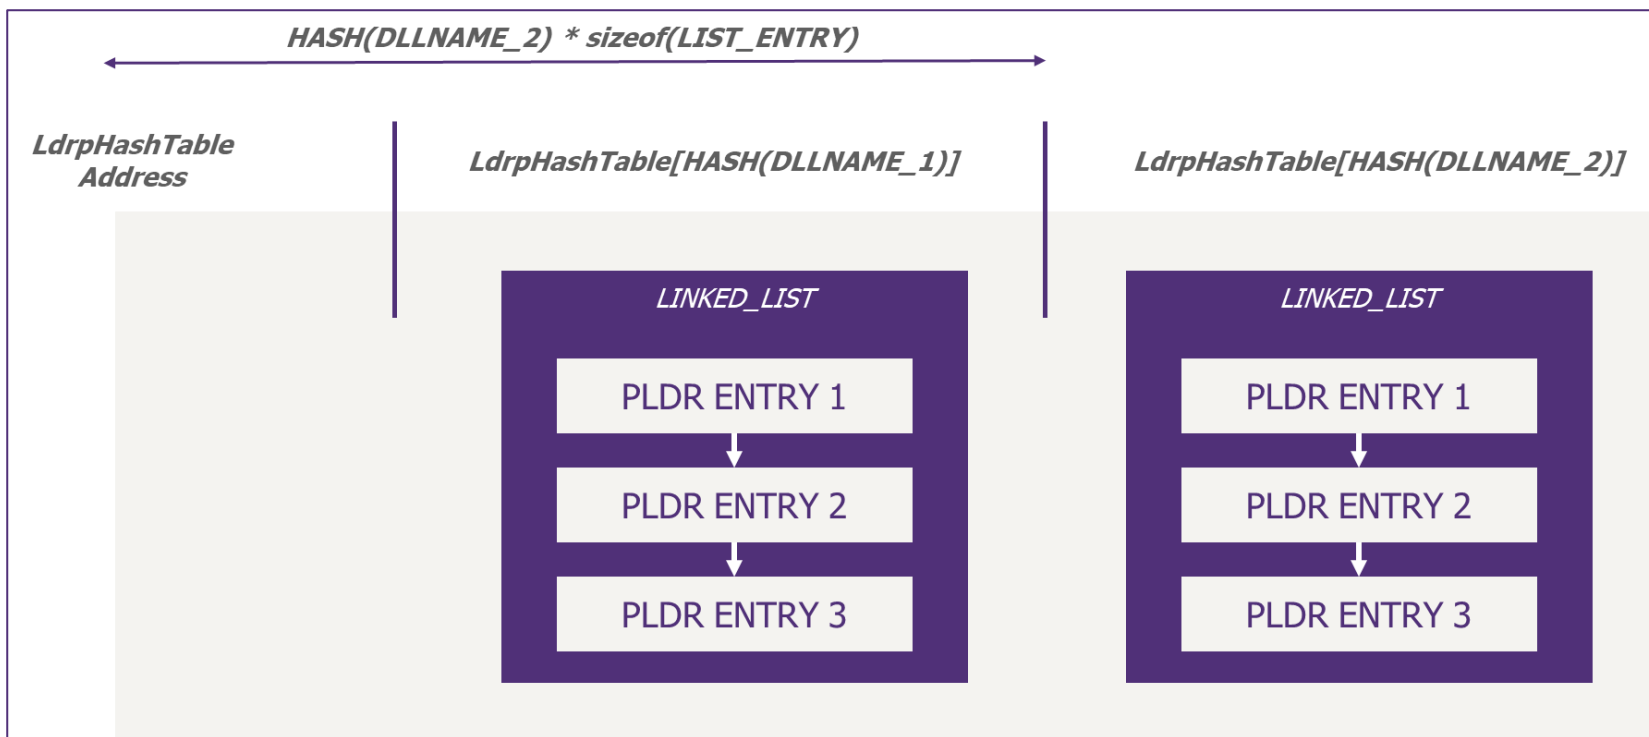 HASH(DLLNAME_2) * sizeof(LIST_ENTRY)
LdrpHashTable
Address
LdrpHashTable[HASH(DLLNAME_1)]
LdrpHashTable[HASH(DLLNAME_2)]
LINKED_LIST
PLDR ENTRY 1
PLDR ENTRY 2
PLDR ENTRY 3
LINKED_LIST
PLDR ENTRY 1
PLDR ENTRY 2
PLDR ENTRY 3